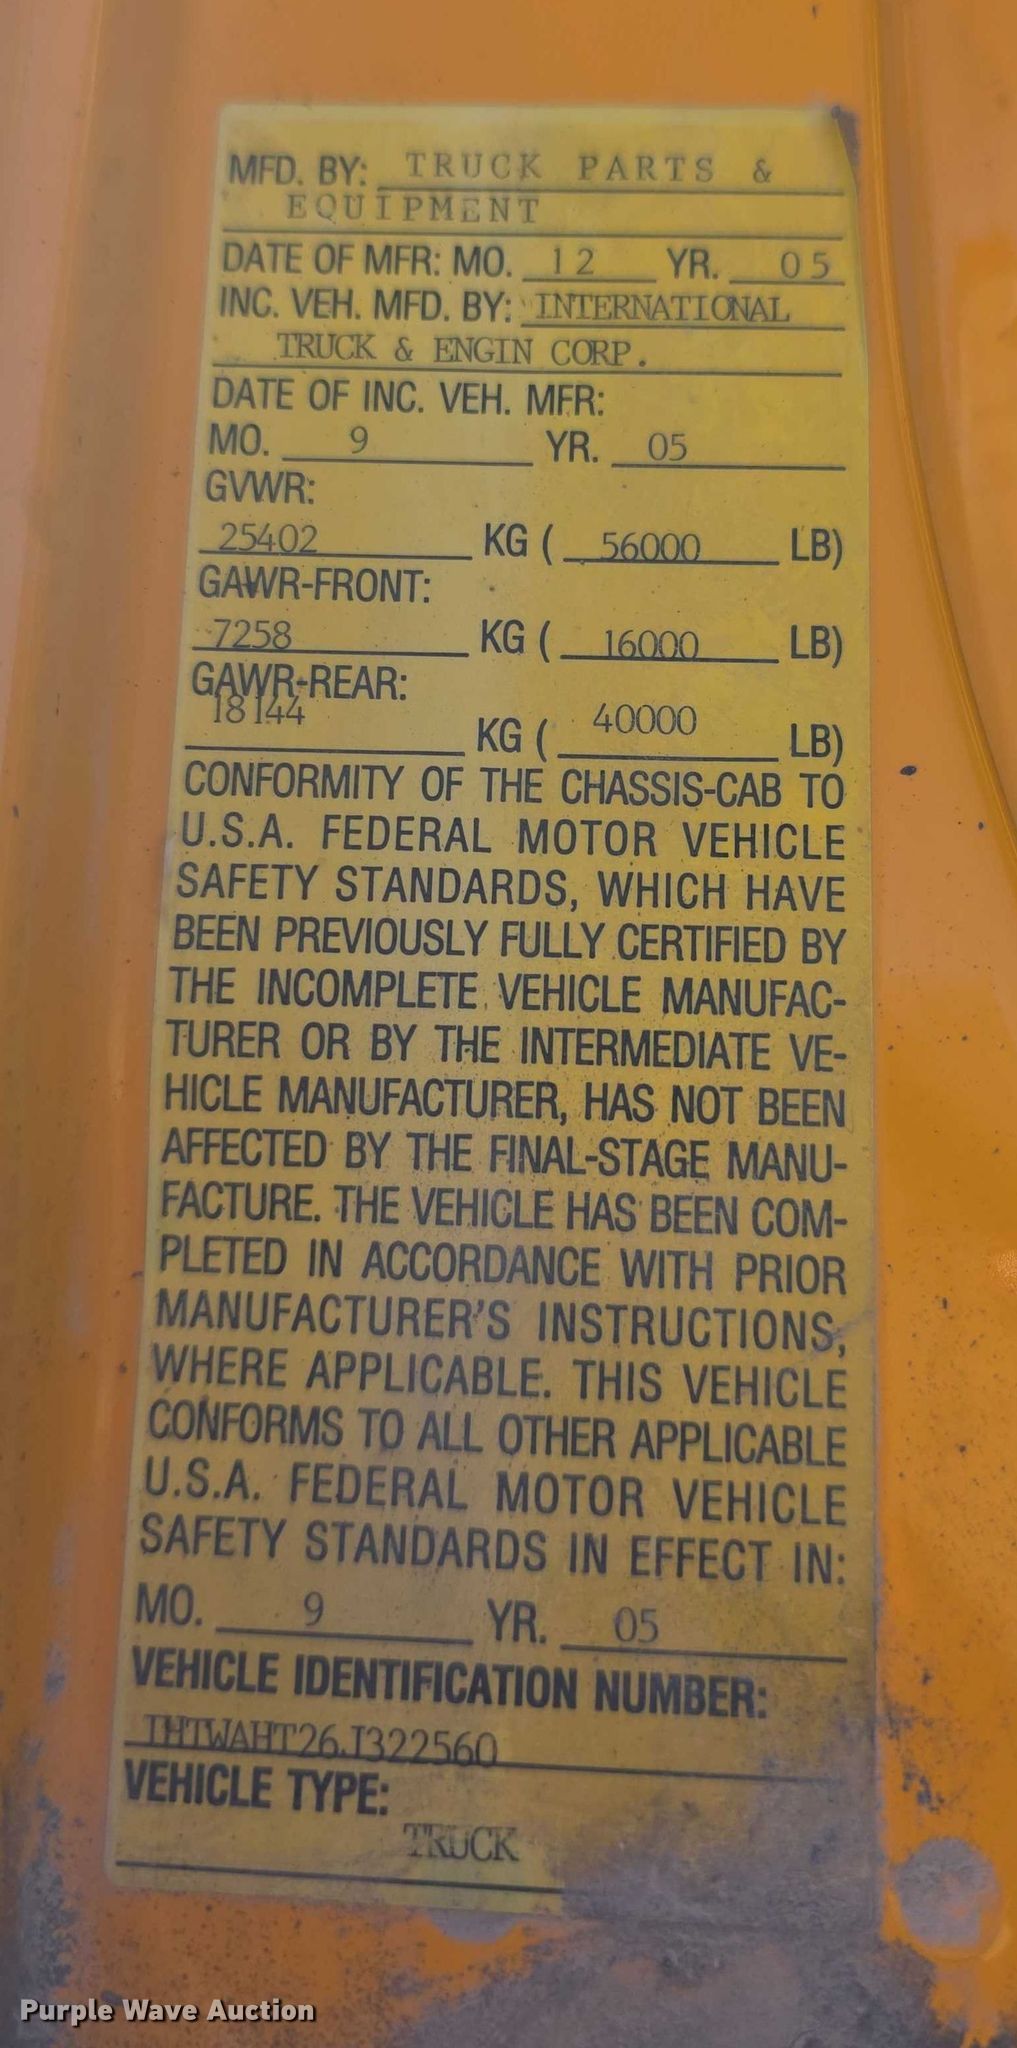 MFD. BY: TRUCK PARTS &
EQUIPMENT
DATE OF MFR: MO. 12 YR. 05
INC. VEH. MFD. BY: INTERNATIONAL
TRUCK & ENGIN CORP.
DATE OF INC. VEH. MFR:
MO. 9 YR. 05
GVWR:
25402 KG ( 56000 LB)
GAWR-FRONT:
7258 KG ( 16000 LB)
GAWR-REAR:
18144 KG ( 40000 LB)
CONFORMITY OF THE CHASSIS-CAB TO
U.S.A. FEDERAL MOTOR VEHICLE
SAFETY STANDARDS, WHICH HAVE
BEEN PREVIOUSLY FULLY CERTIFIED BY
THE INCOMPLETE VEHICLE MANUFAC-
TURER OR BY THE INTERMEDIATE VE-
HICLE MANUFACTURER, HAS NOT BEEN
AFFECTED BY THE FINAL-STAGE MANU-
FACTURE. THE VEHICLE HAS BEEN COM-
PLETED IN ACCORDANCE WITH PRIOR
MANUFACTURER'S INSTRUCTIONS,
WHERE APPLICABLE. THIS VEHICLE
CONFORMS TO ALL OTHER APPLICABLE
U.S.A. FEDERAL MOTOR VEHICLE
SAFETY STANDARDS IN EFFECT IN:
MO. 9 YR. 05
VEHICLE IDENTIFICATION NUMBER:
1HTWAHT26J322560
VEHICLE TYPE:
TRUCK
Purple Wave Auction